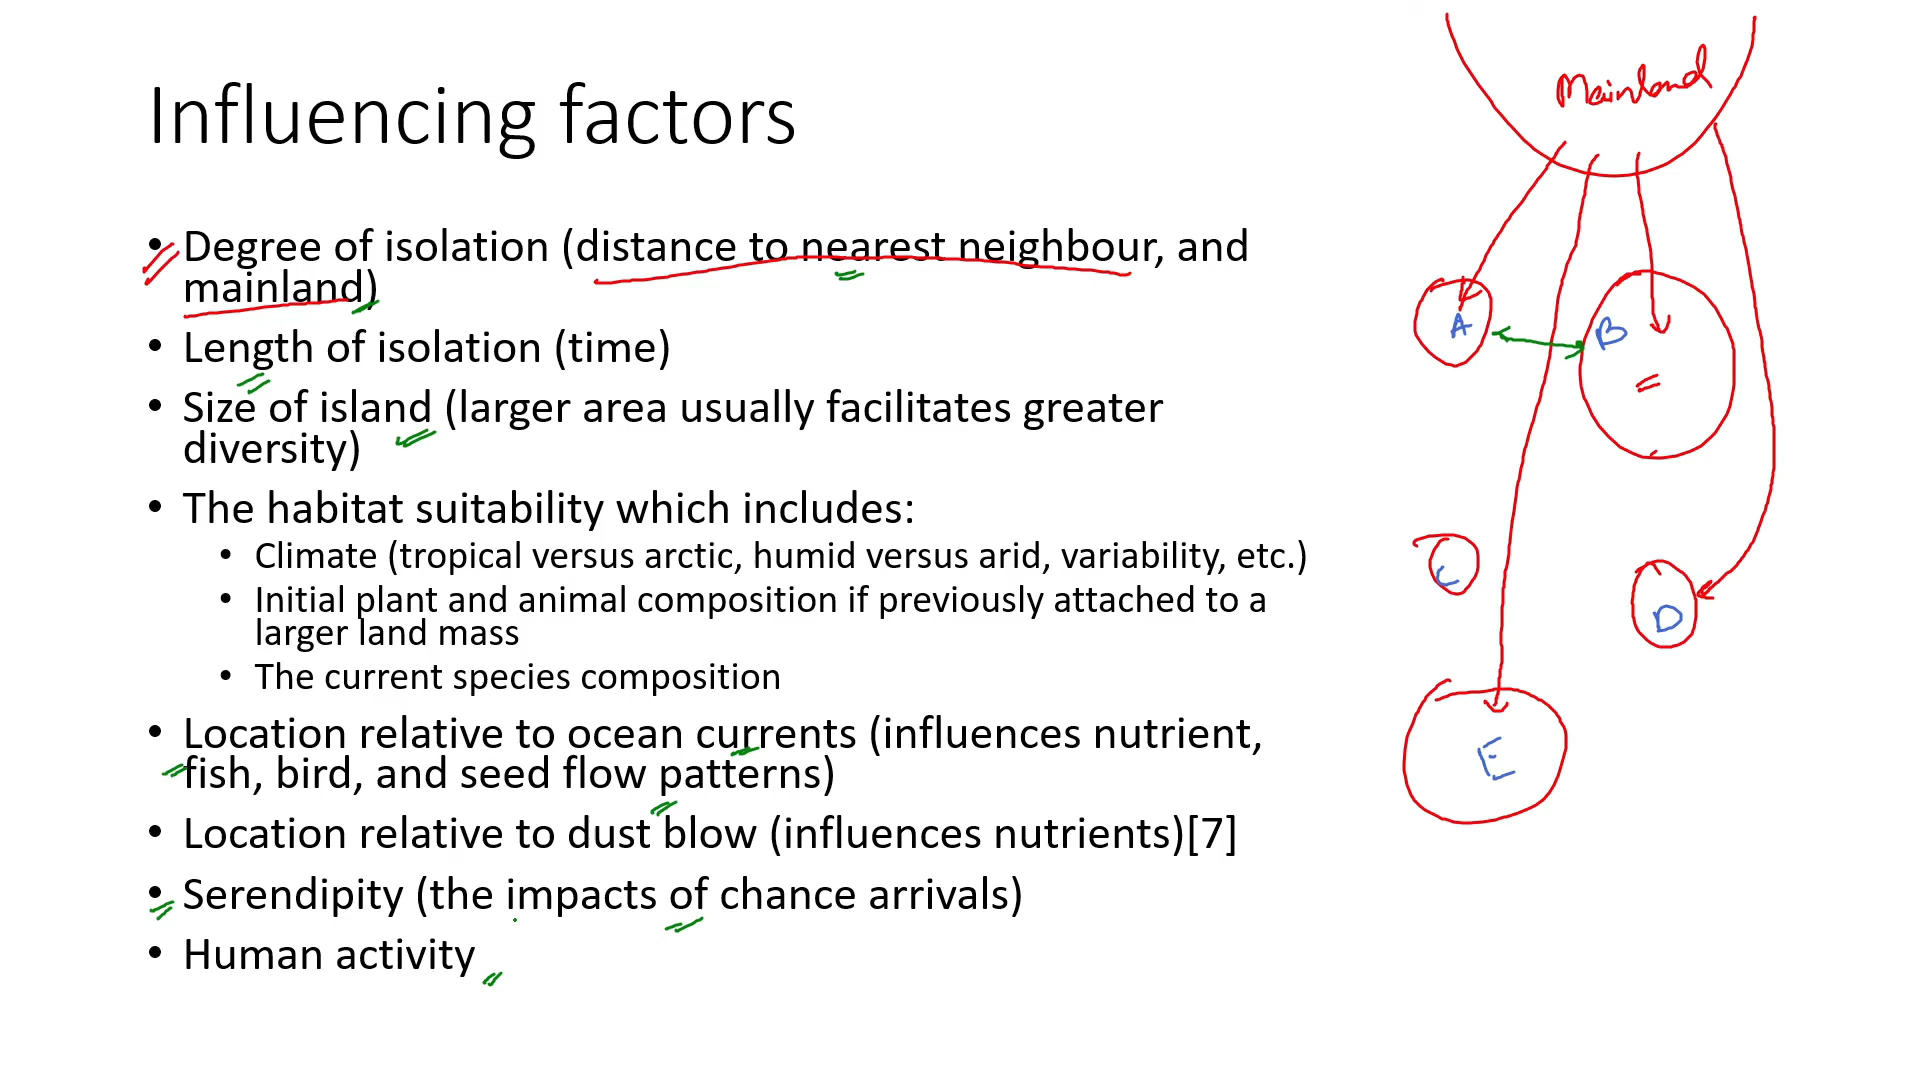 Influencing factors
• Degree of isolation (distance to nearest neighbour, and
mainland)
• Length of isolation (time)
• Size of island (larger area usually facilitates greater
diversity)
• The habitat suitability which includes:
• Climate (tropical versus arctic, humid versus arid, variability, etc.)
• Initial plant and animal composition if previously attached to a
larger land mass
• The current species composition
• Location relative to ocean currents (influences nutrient,
fish, bird, and seed flow patterns)
• Location relative to dust blow (influences nutrients)[7]
• Serendipity (the impacts of chance arrivals)
• Human activity
Mainland
A
B
C
D
E